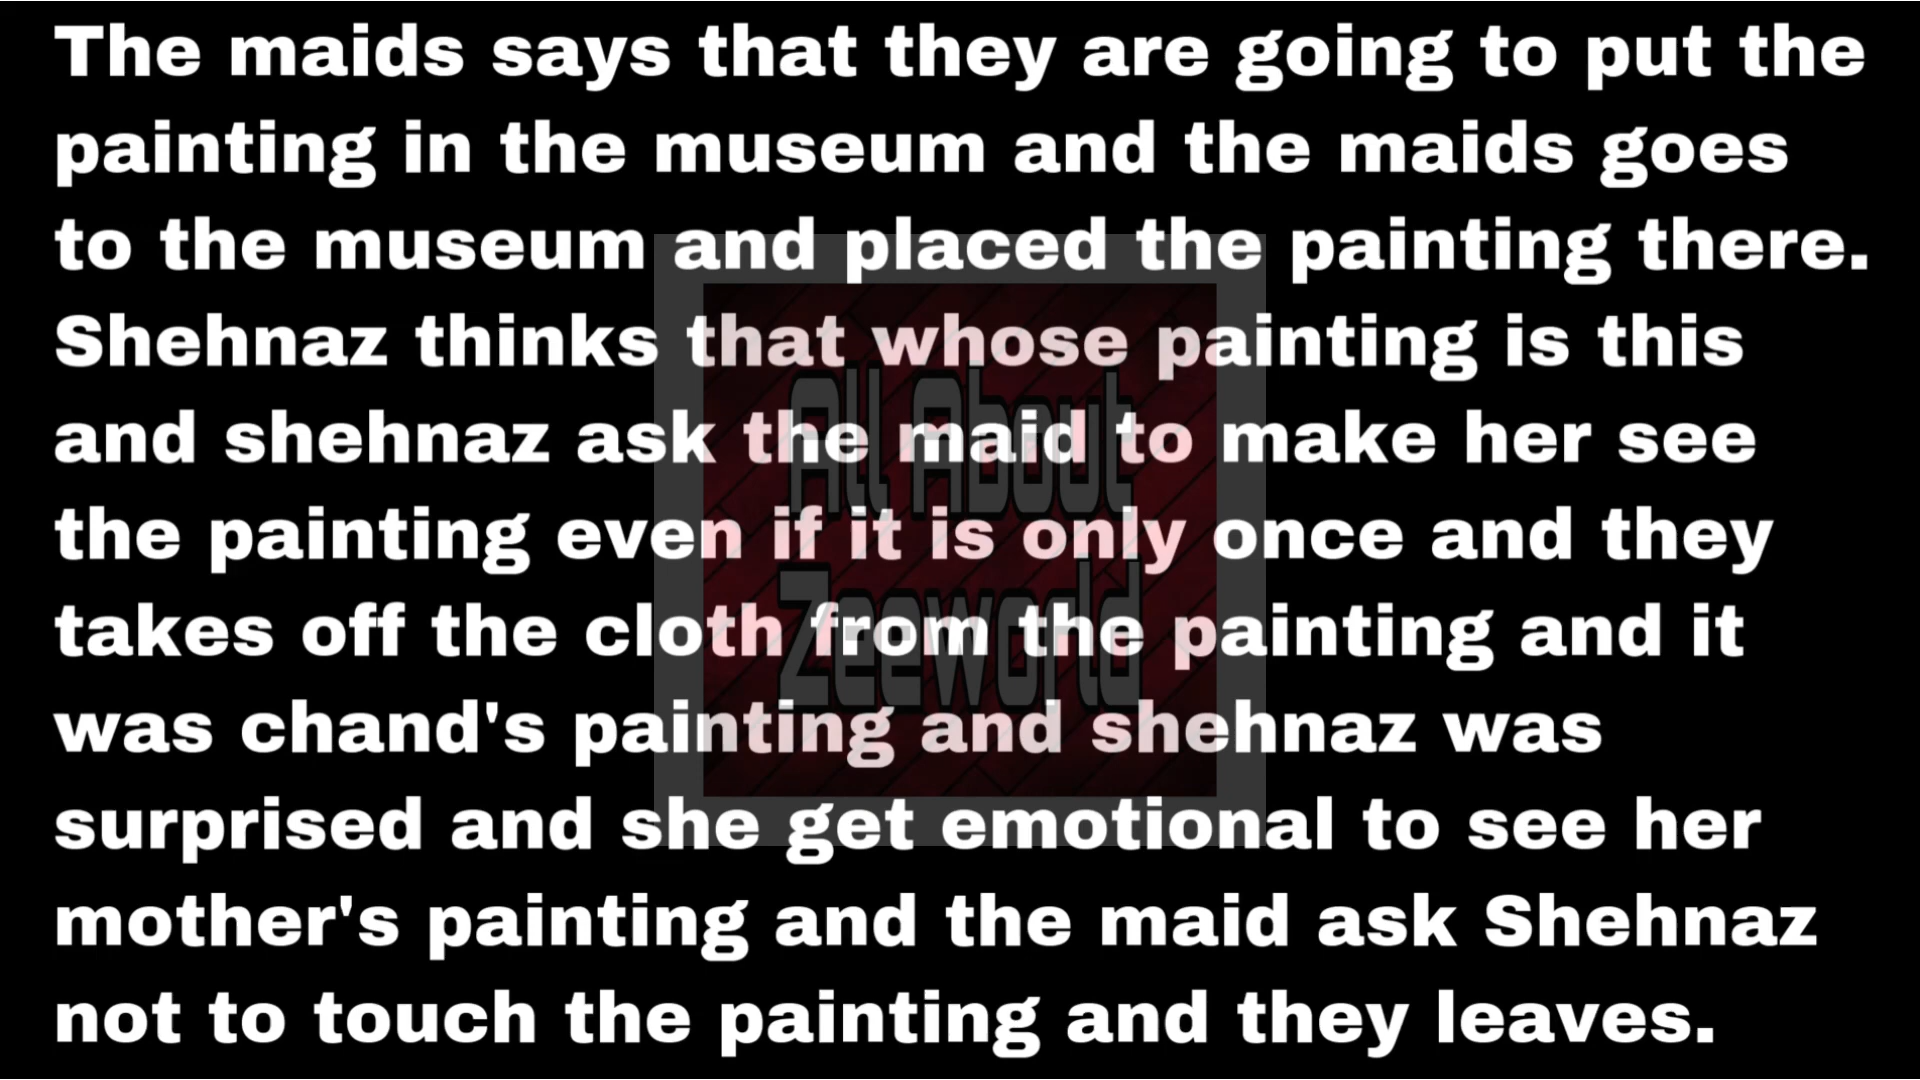 The maids says that they are going to put the
painting in the museum and the maids goes
to the museum and placed the painting there.
Shehnaz thinks that whose painting is this
and shehnaz ask the maid to make her see
the painting even if it is only once and they
takes off the cloth from the painting and it
was chand's painting and shehnaz was
surprised and she get emotional to see her
mother's painting and the maid ask Shehnaz
not to touch the painting and they leaves.
All About
Zeeworld